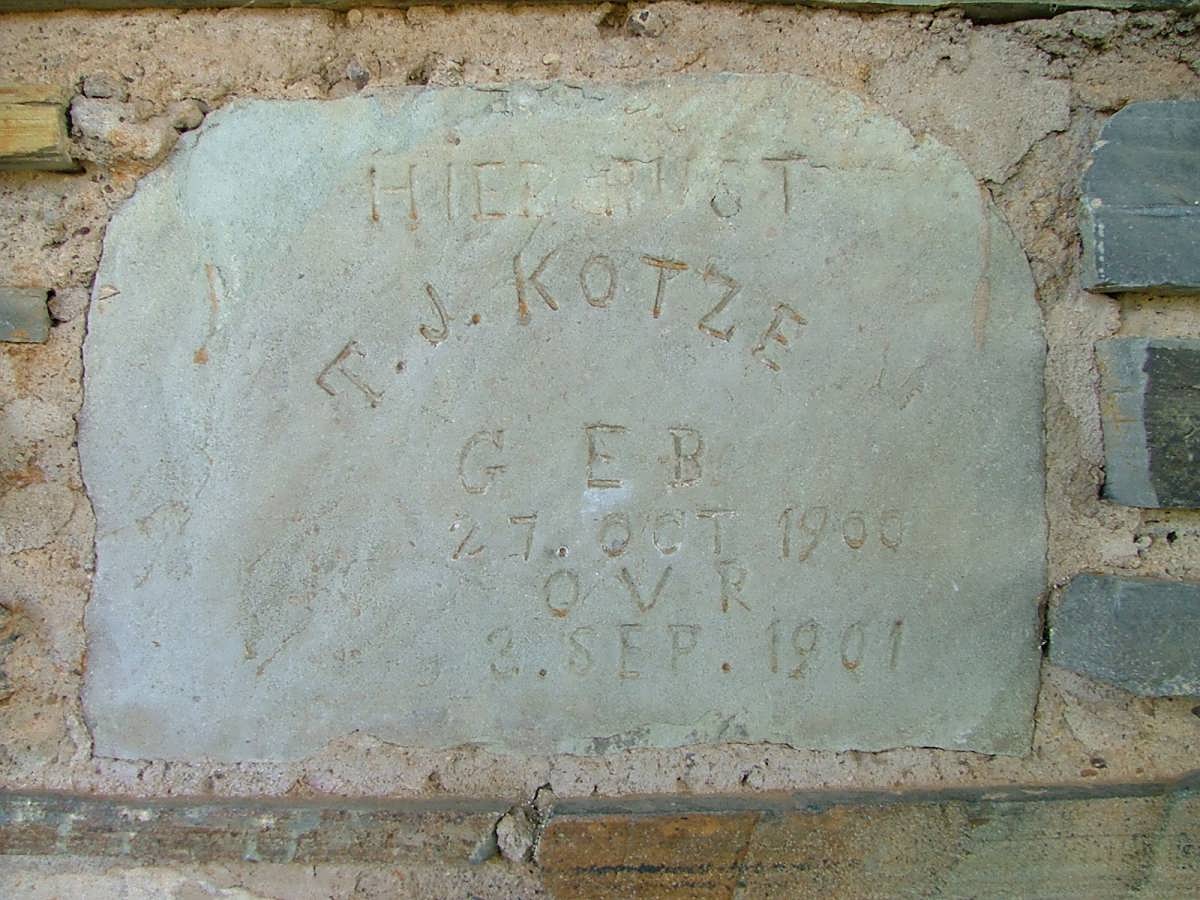 HIER RUST
T. J. KOTZE
GEB
27. OCT 1900
OVR
3. SEP. 1901